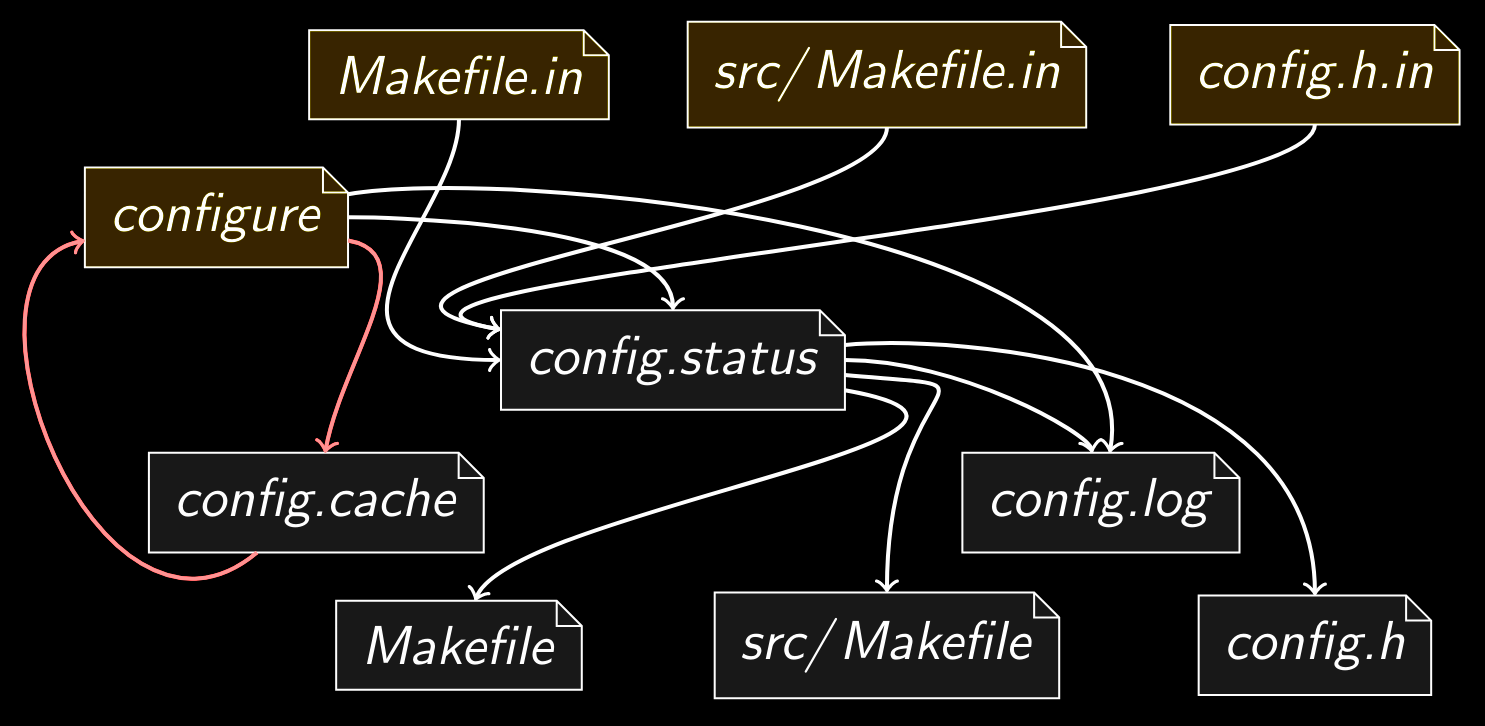 Makefile.in
src/Makefile.in
config.h.in
configure
config.status
config.cache
config.log
Makefile
src/Makefile
config.h